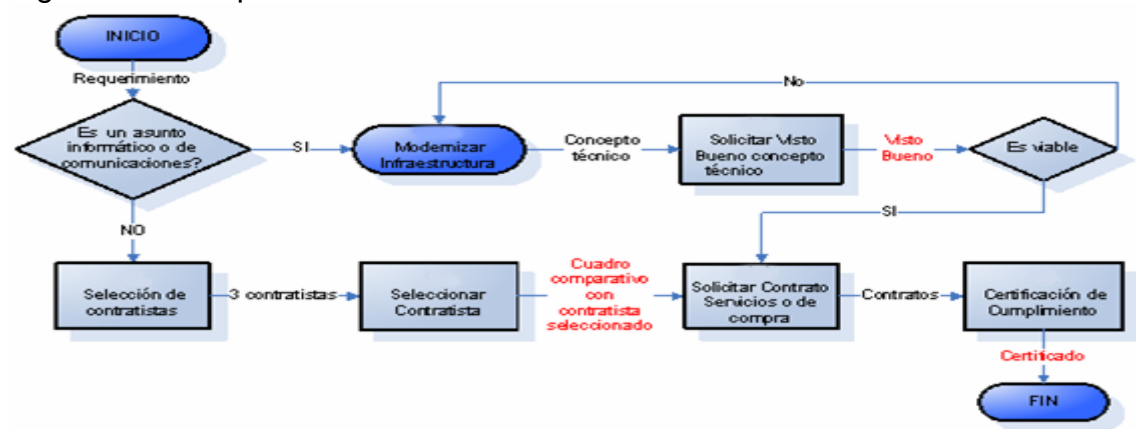 INICIO
Requerimiento
Es un asunto
informático o de
comunicaciones?
SI
Modernizar
Infraestructura
Concepto
técnico
Solicitar Visto
Bueno concepto
técnico
Visto
Bueno
Es viable
No
SI
NO
Selección de
contratistas
3 contratistas
Seleccionar
Contratista
Cuadro
comparativo
con
contratista
seleccionado
Solicitar Contrato
Servicios o de
compra
Contratos
Certificación de
Cumplimiento
Certificado
FIN